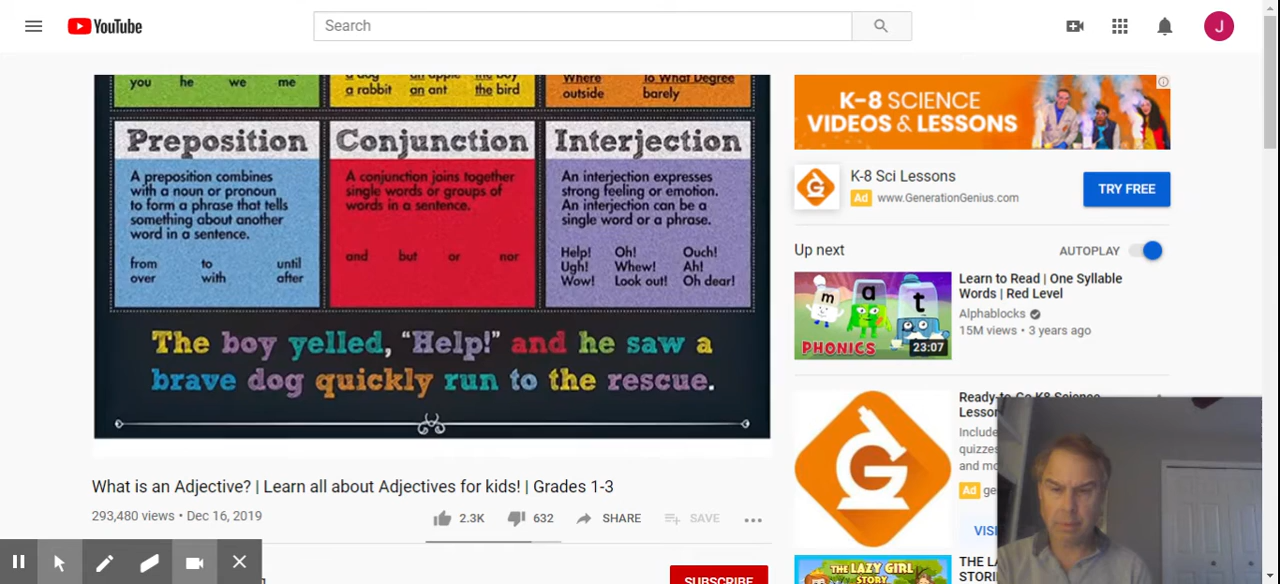 YouTube
Search
J
you he we me
a dog an apple the boy
a rabbit an ant the bird
Where To What Degree
outside barely
Preposition
A preposition combines
with a noun or pronoun
to form a phrase that tells
something about another
word in a sentence.
from to until
over with after
Conjunction
A conjunction joins together
single words or groups of
words in a sentence.
and but or nor
Interjection
An interjection expresses
strong feeling or emotion.
An interjection can be a
single word or a phrase.
Help! Oh! Ouch!
Ugh! Whew! Ah!
Wow! Look out! Oh dear!
The boy yelled, “Help!” and he saw a
brave dog quickly run to the rescue.
What is an Adjective? | Learn all about Adjectives for kids! | Grades 1-3
293,480 views • Dec 16, 2019
2.3K 632 SHARE SAVE
SUBSCRIBE
K-8 SCIENCE
VIDEOS & LESSONS
K-8 Sci Lessons
Ad www.GenerationGenius.com
TRY FREE
Up next
AUTOPLAY
m a t
PHONICS
23:07
Learn to Read | One Syllable
Words | Red Level
Alphablocks
15M views • 3 years ago
G
Ready-to-Go K8 Science
Lesson
Includ
quizze
and mo
Ad ge
VISI
THE LAZY GIRL
STORY
THE LA
STORI